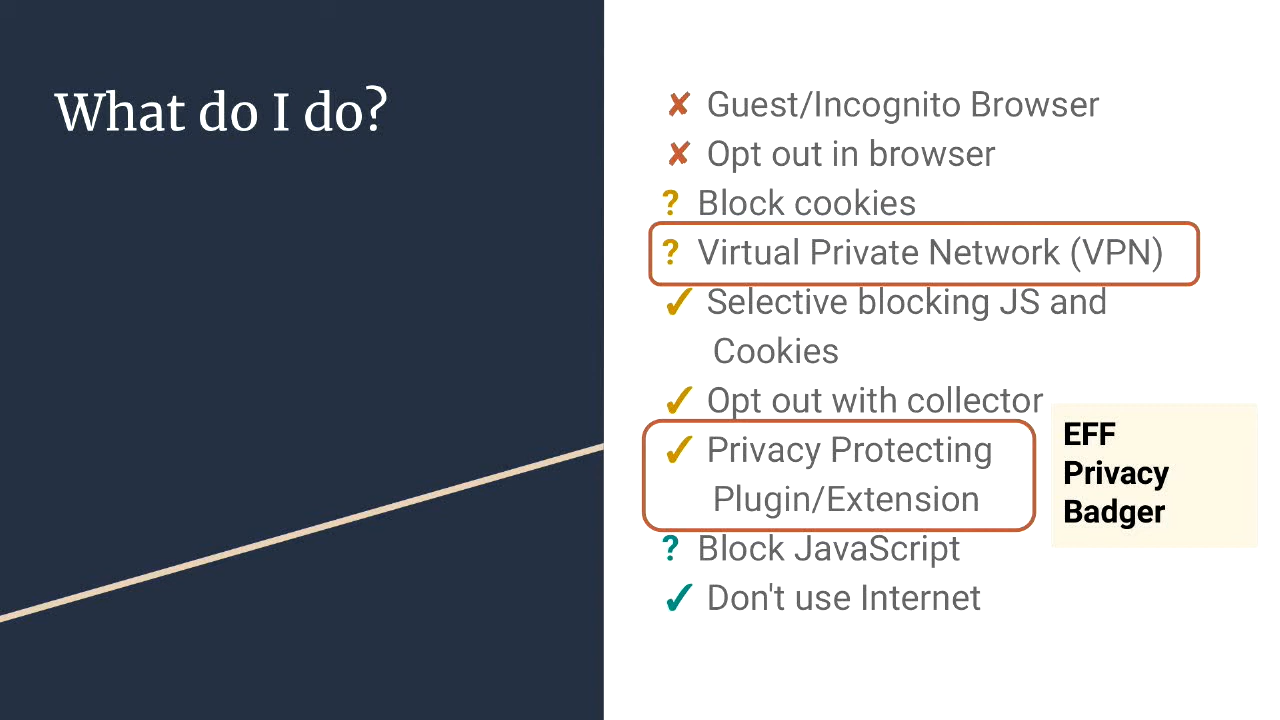 What do I do?
✘ Guest/Incognito Browser
✘ Opt out in browser
? Block cookies
? Virtual Private Network (VPN)
✓ Selective blocking JS and
Cookies
✓ Opt out with collector
✓ Privacy Protecting
Plugin/Extension
? Block JavaScript
✓ Don't use Internet
EFF
Privacy
Badger